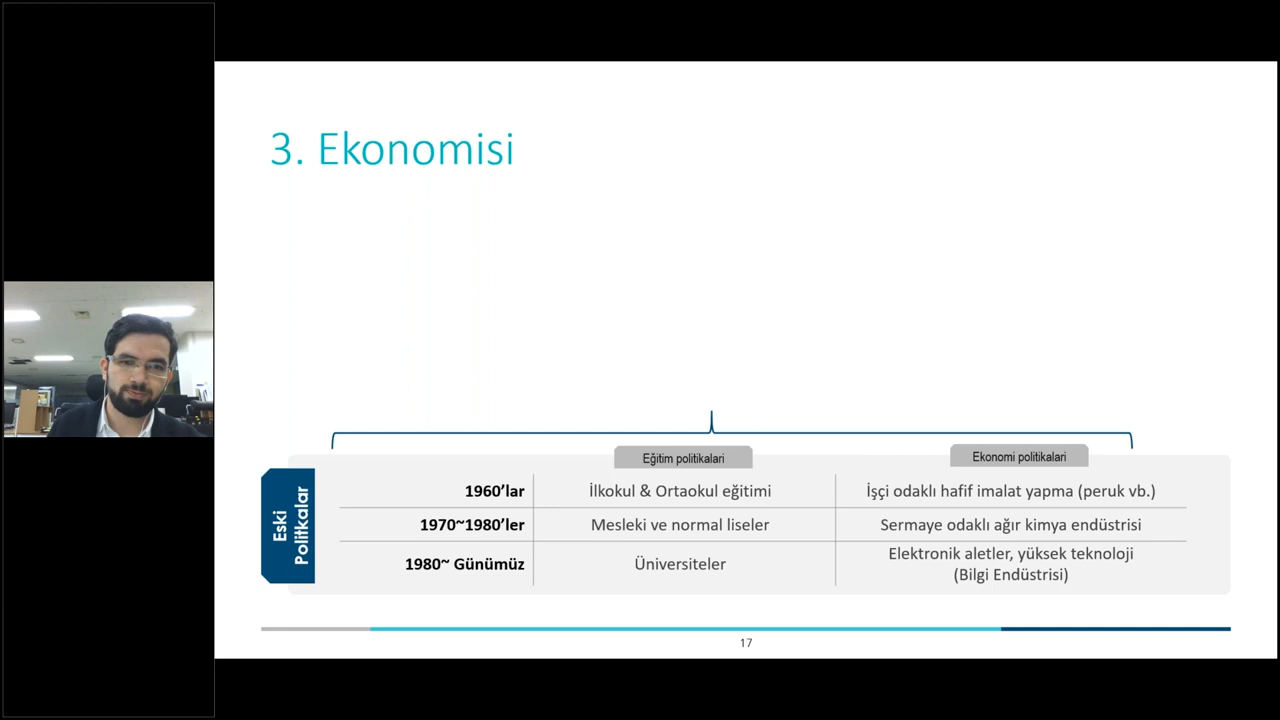 3. Ekonomisi
Eğitim politikalari
Ekonomi politikalari
Eski
Politkalar
1960’lar
İlkokul & Ortaokul eğitimi
İşçi odaklı hafif imalat yapma (peruk vb.)
1970~1980’ler
Mesleki ve normal liseler
Sermaye odaklı ağır kimya endüstrisi
1980~ Günümüz
Üniversiteler
Elektronik aletler, yüksek teknoloji
(Bilgi Endüstrisi)
17